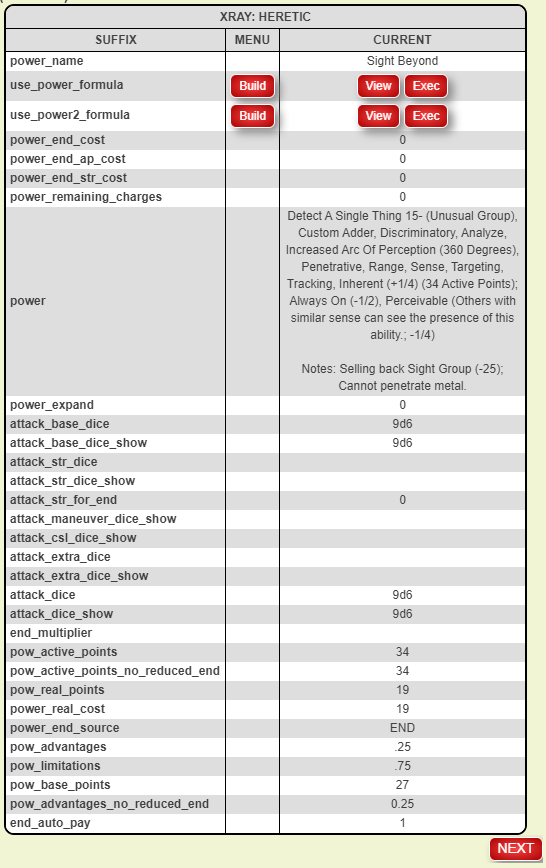 XRAY: HERETIC
SUFFIX MENU CURRENT
power_name Sight Beyond
use_power_formula Build View Exec
use_power2_formula Build View Exec
power_end_cost 0
power_end_ap_cost 0
power_end_str_cost 0
power_remaining_charges 0
power
Detect A Single Thing 15- (Unusual Group),
Custom Adder, Discriminatory, Analyze,
Increased Arc Of Perception (360 Degrees),
Penetrative, Range, Sense, Targeting,
Tracking, Inherent (+1/4) (34 Active Points);
Always On (-1/2), Perceivable (Others with
similar sense can see the presence of this
ability.; -1/4)
Notes: Selling back Sight Group (-25);
Cannot penetrate metal.
power_expand 0
attack_base_dice 9d6
attack_base_dice_show 9d6
attack_str_dice
attack_str_dice_show
attack_str_for_end 0
attack_maneuver_dice_show
attack_csl_dice_show
attack_extra_dice
attack_extra_dice_show
attack_dice 9d6
attack_dice_show 9d6
end_multiplier
pow_active_points 34
pow_active_points_no_reduced_end 34
pow_real_points 19
power_real_cost 19
power_end_source END
pow_advantages .25
pow_limitations .75
pow_base_points 27
pow_advantages_no_reduced_end 0.25
end_auto_pay 1
NEXT